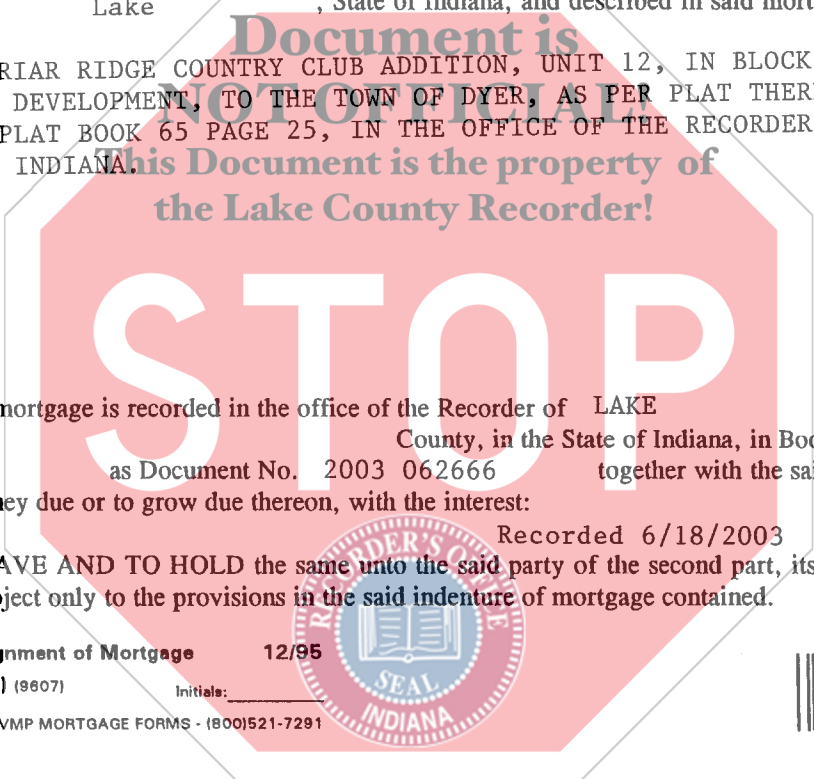 Lake , State of Indiana, and described in said mort
Document is
RIAR RIDGE COUNTRY CLUB ADDITION, UNIT 12, IN BLOCK
DEVELOPMENT, TO THE TOWN OF DYER, AS PER PLAT THER
NOT OFFICIAL!
PLAT BOOK 65 PAGE 25, IN THE OFFICE OF THE RECORDER
INDIANA.
This Document is the property of
the Lake County Recorder!
STOP
mortgage is recorded in the office of the Recorder of LAKE
County, in the State of Indiana, in Boo
as Document No. 2003 062666 together with the sai
ey due or to grow due thereon, with the interest:
Recorded 6/18/2003
AVE AND TO HOLD the same unto the said party of the second part, its
ject only to the provisions in the said indenture of mortgage contained.
RECORDER'S OFFICE
SEAL
INDIANA
gnment of Mortgage 12/95
) (9607) Initials:
VMP MORTGAGE FORMS - (800)521-7291